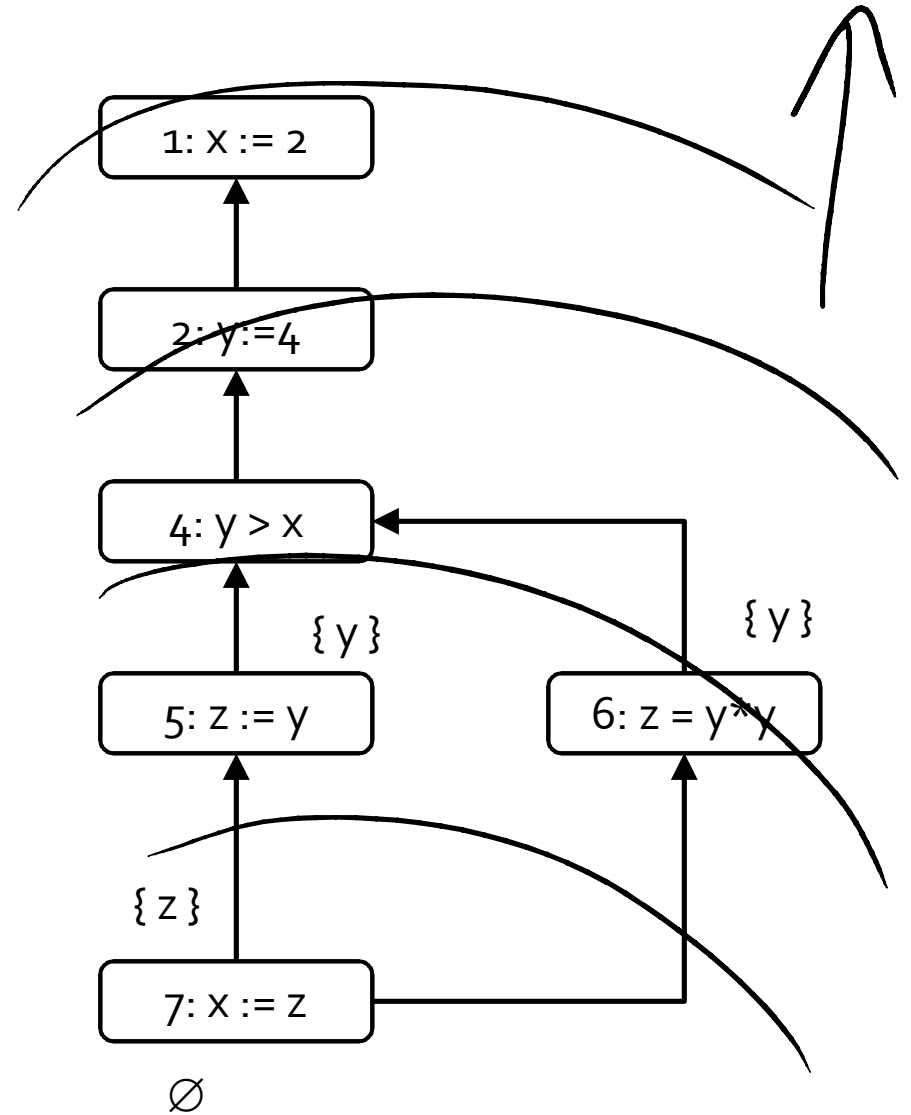 1: x := 2
2: y:=4
4: y > x
{ y }
{ y }
5: z := y
6: z = y*y
{ z }
7: x := z
∅